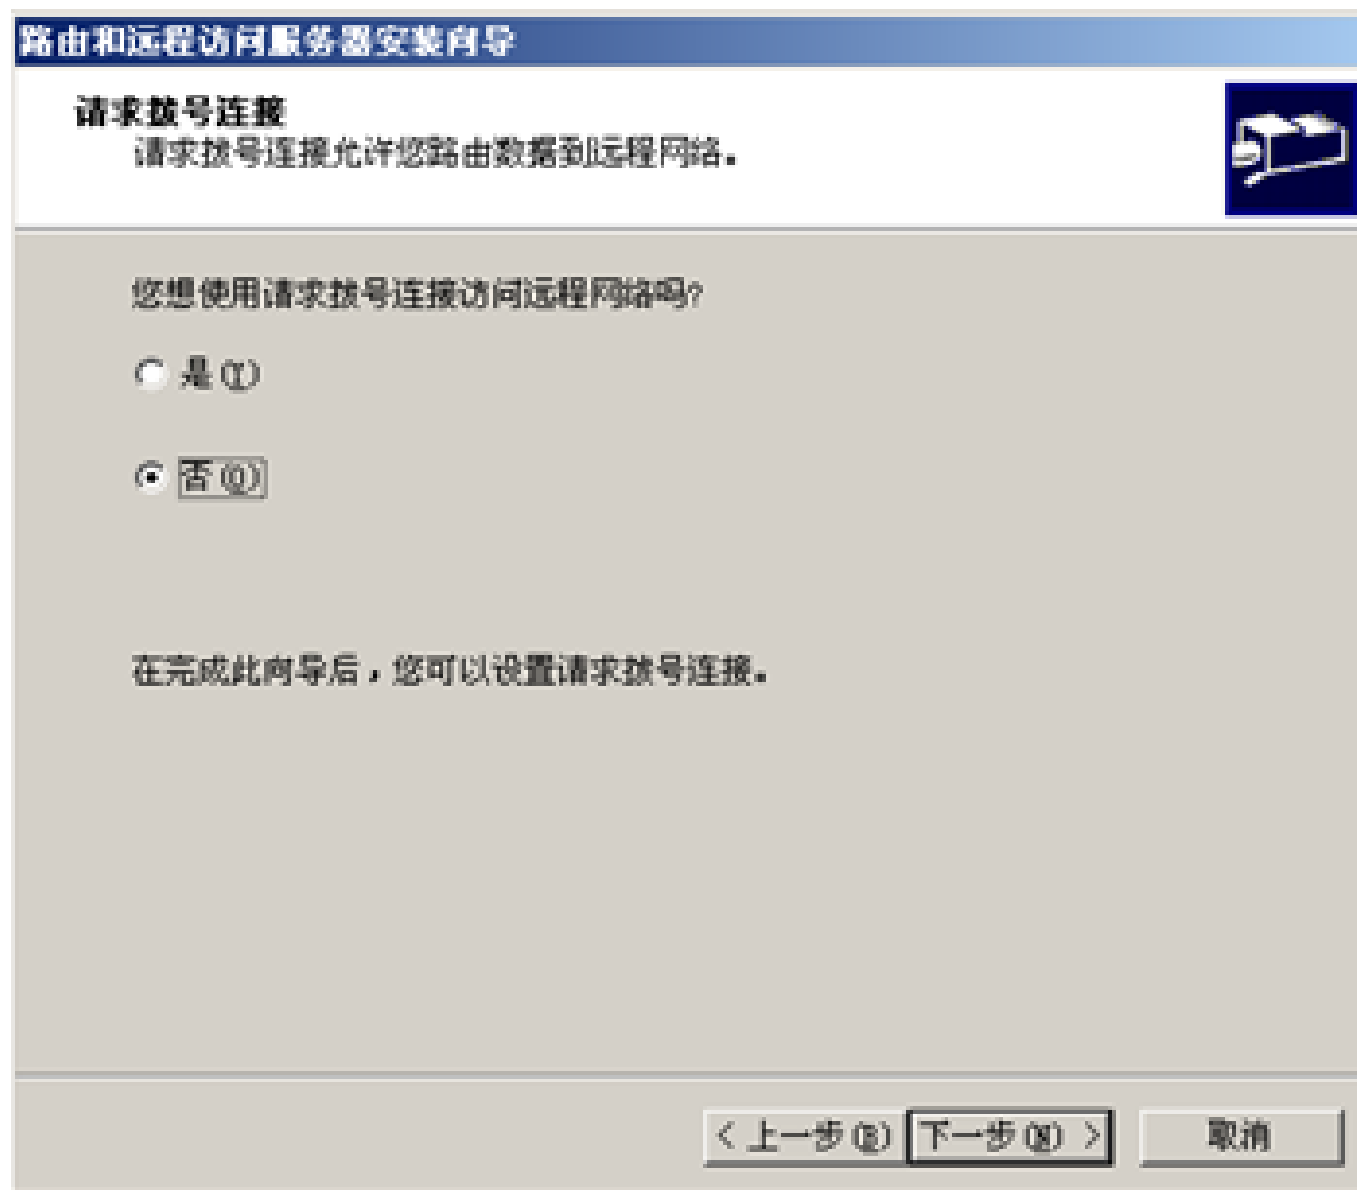 路由和远程访问服务器安装向导
请求拨号连接
请求拨号连接允许您路由数据到远程网络。
您想使用请求拨号连接访问远程网络吗?
是(Y)
否(O)
在完成此向导后，您可以设置请求拨号连接。
< 上一步(B) 下一步(N) > 取消